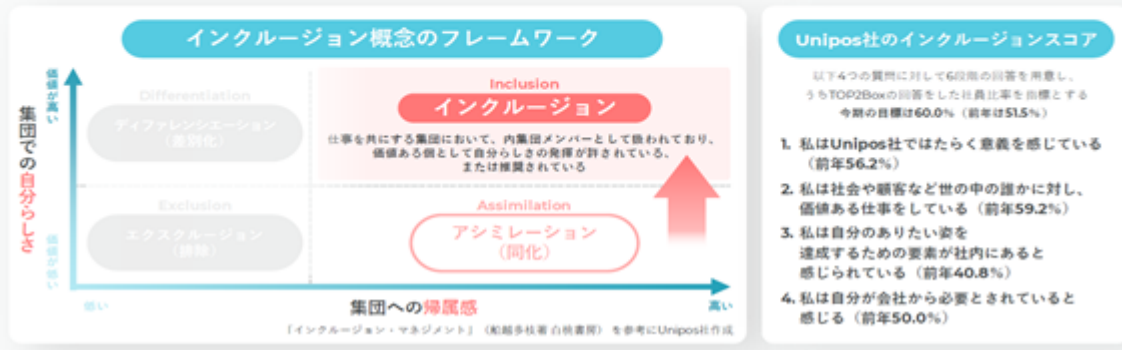 インクルージョン概念のフレームワーク
集団での自分らしさ
価値が高い
価値が低い
Differentiation
ディファレンシエーション
（差別化）
Inclusion
インクルージョン
仕事を共にする集団において、内集団メンバーとして扱われており、
価値ある個として自分らしさの発揮が許されている、
または推奨されている
Exclusion
エクスクルージョン
（排除）
Assimilation
アシミレーション
（同化）
低い
集団への帰属感
高い
「インクルージョン・マネジメント」（船越多枝著 白桃書房）を参考にUnipos社作成
Unipos社のインクルージョンスコア
以下4つの質問に対して6段階の回答を用意し、
うちTOP2Boxの回答をした社員比率を指標とする
今期の目標は60.0%（前年は51.5%）
1. 私はUnipos社ではたらく意義を感じている
（前年56.2%）
2. 私は社会や顧客など世の中の誰かに対し、
価値ある仕事をしている（前年59.2%）
3. 私は自分のありたい姿を
達成するための要素が社内にあると
感じられている（前年40.8%）
4. 私は自分が会社から必要とされていると
感じる（前年50.0%）